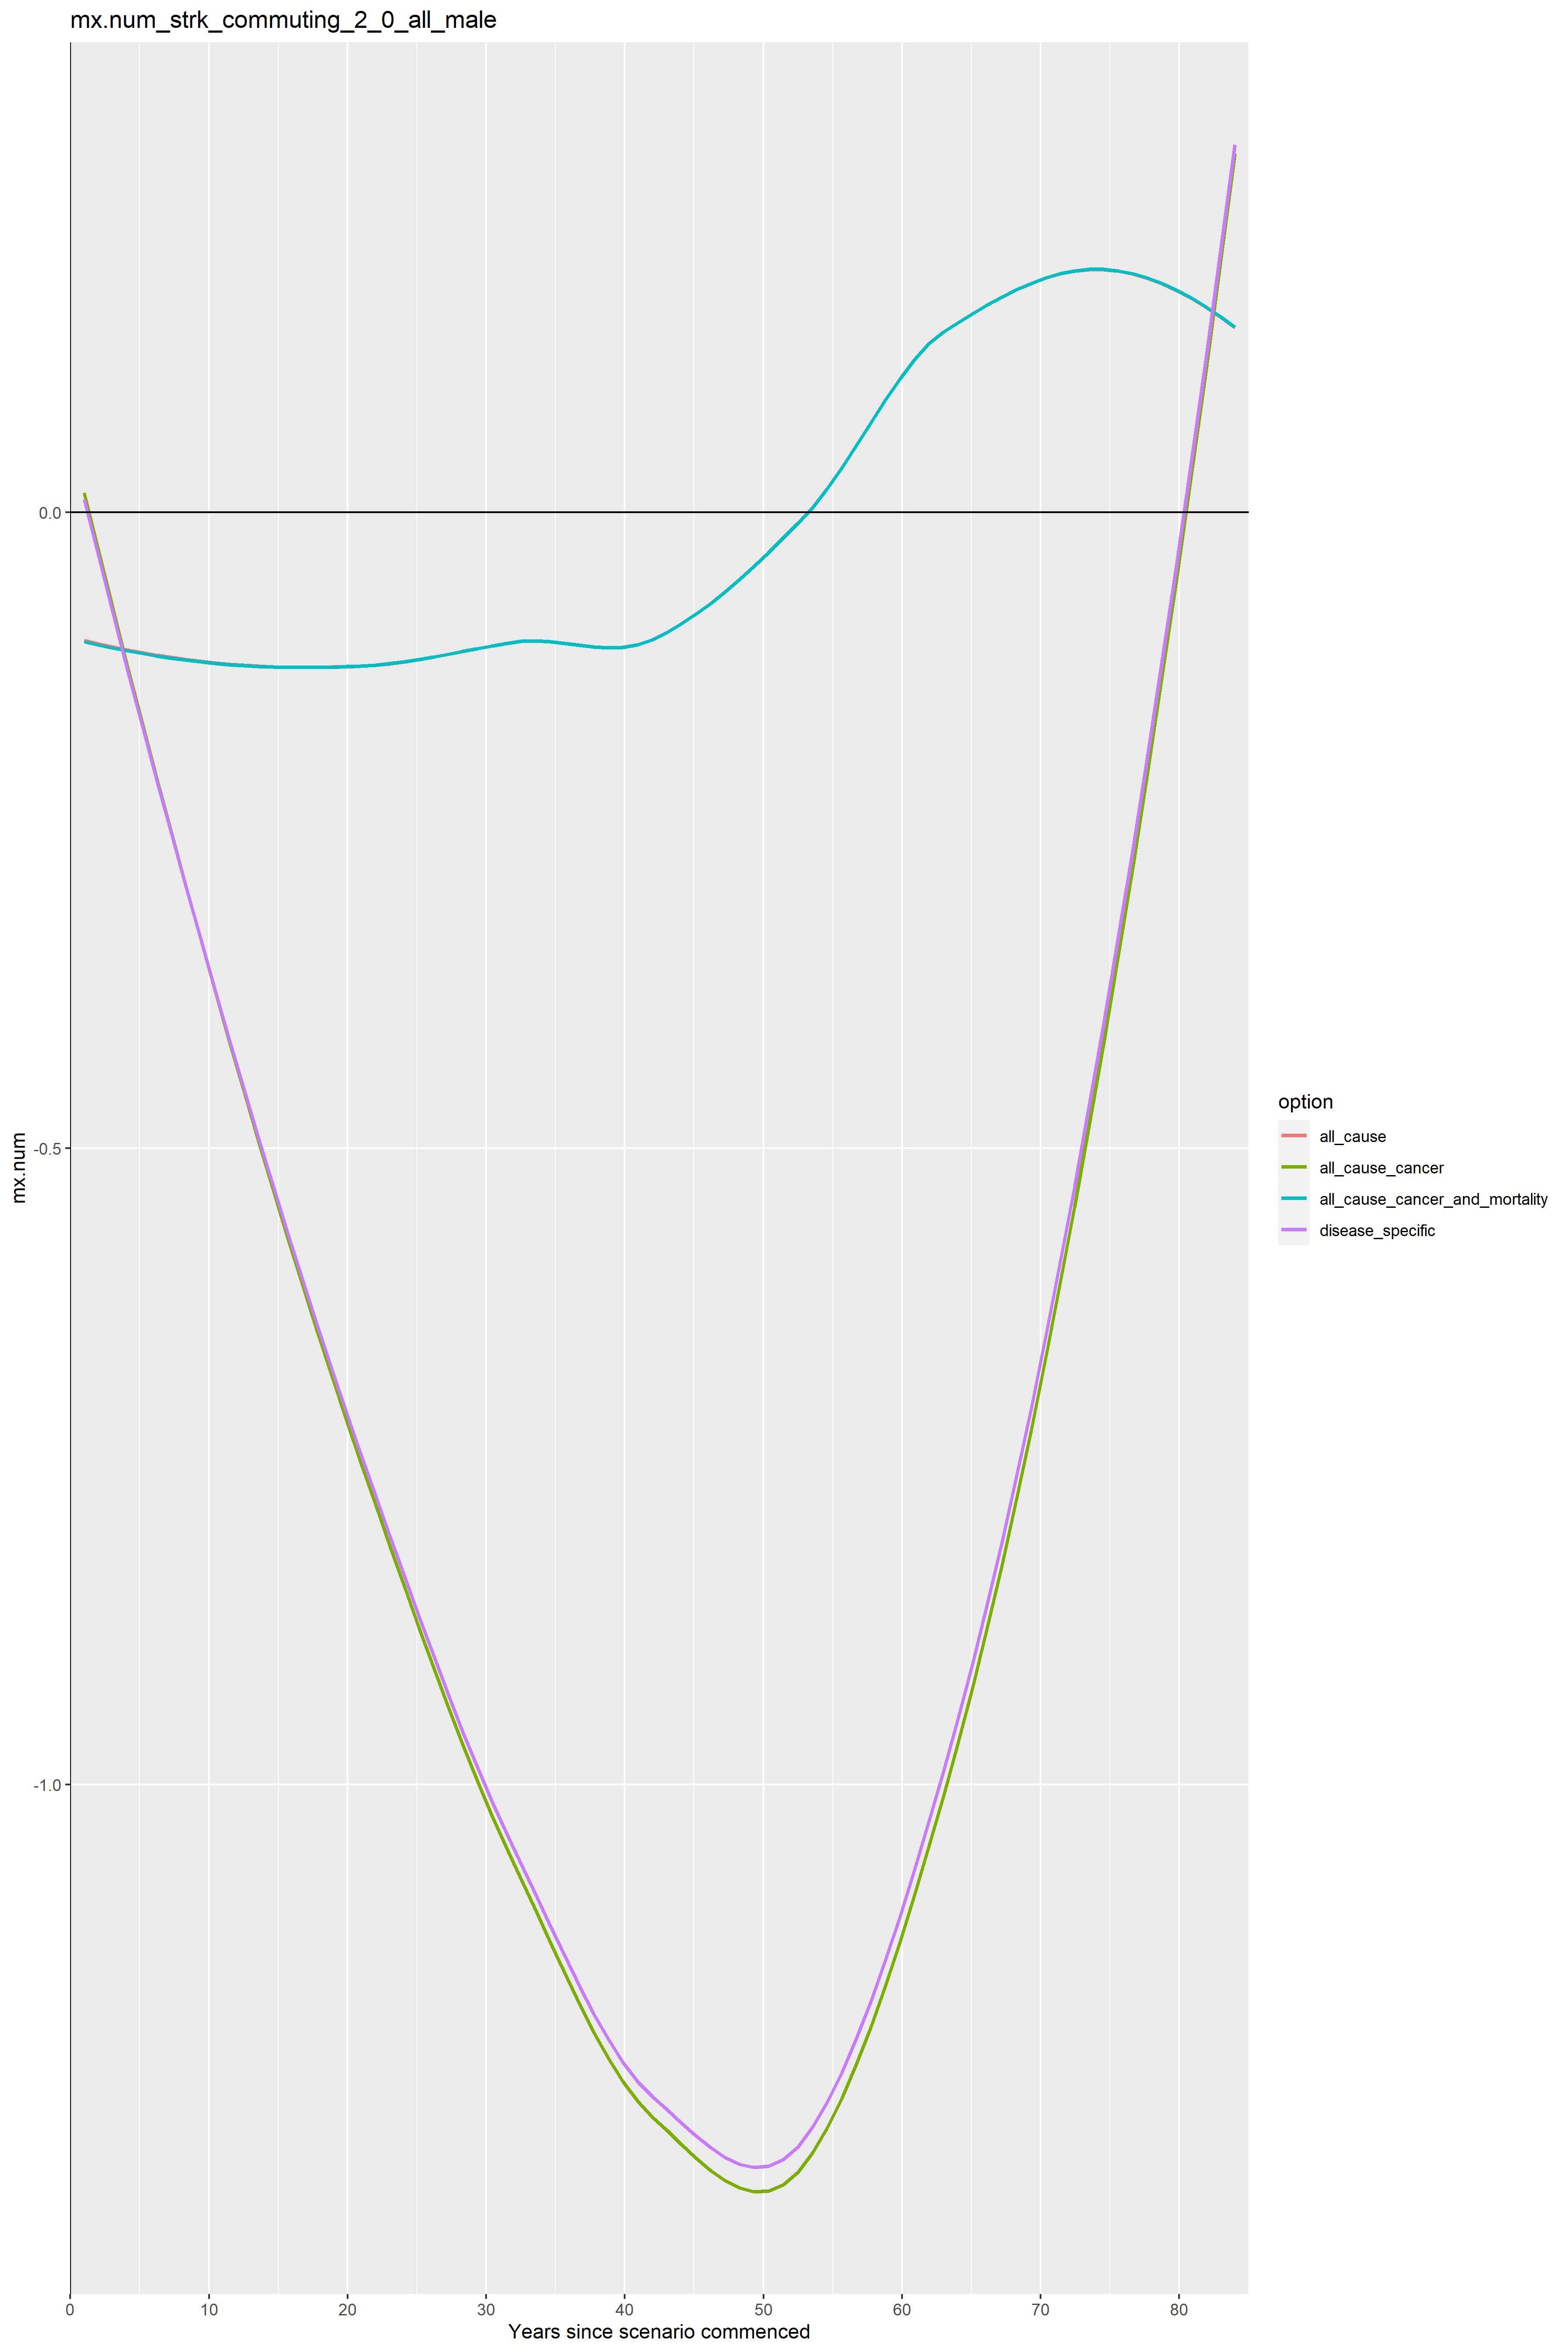 mx.num_strk_commuting_2_0_all_male
0.0
-0.5
-1.0
mx.num
0 10 20 30 40 50 60 70 80
Years since scenario commenced
option
all_cause
all_cause_cancer
all_cause_cancer_and_mortality
disease_specific